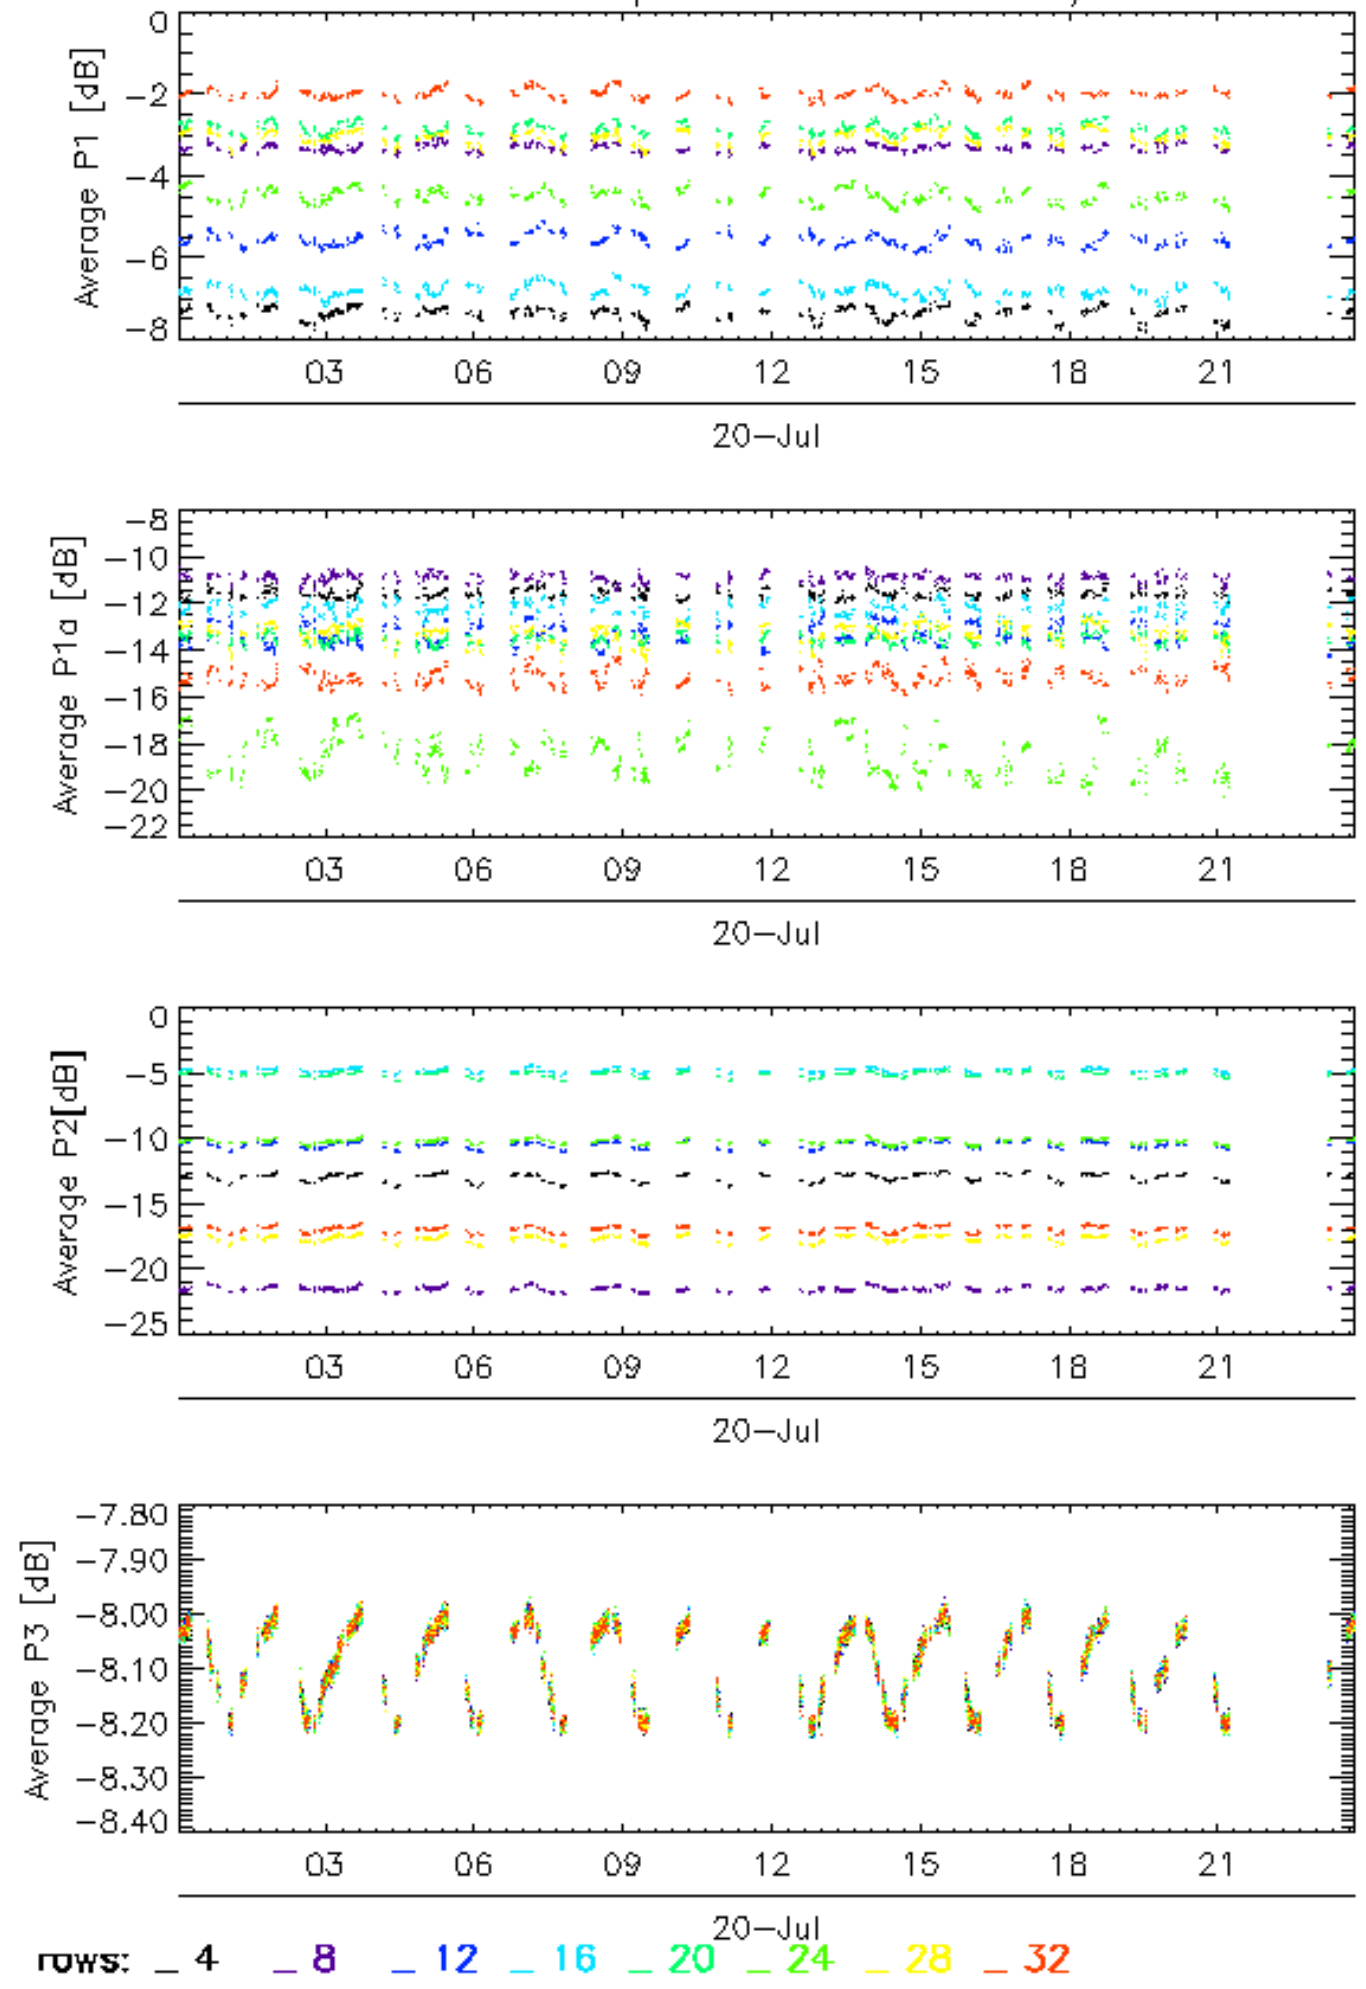 0
Average P1 [dB]
-2
-4
-6
-8
03 06 09 12 15 18 21
20-Jul
-8
-10
Average P1a [dB]
-12
-14
-16
-18
-20
-22
03 06 09 12 15 18 21
20-Jul
0
Average P2[dB]
-5
-10
-15
-20
-25
03 06 09 12 15 18 21
20-Jul
-7.80
-7.90
Average P3 [dB]
-8.00
-8.10
-8.20
-8.30
-8.40
03 06 09 12 15 18 21
20-Jul
rows: _ 4 _ 8 _ 12 _ 16 _ 20 _ 24 _ 28 _ 32